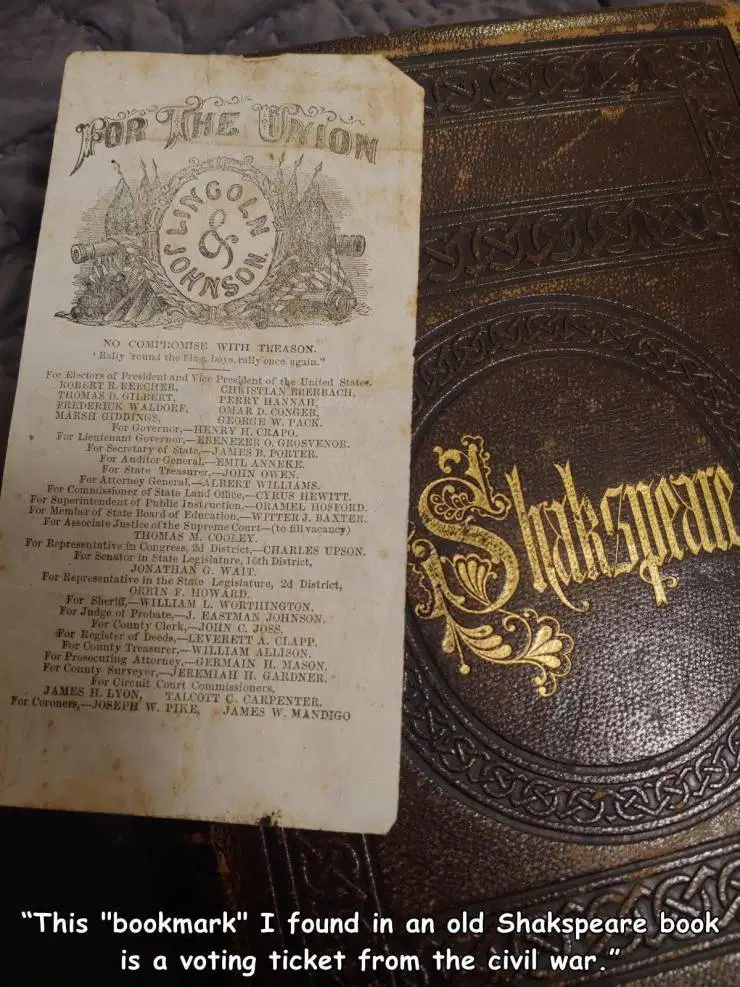 FOR THE UNION
LINCOLN
&
JOHNSON.
NO COMPROMISE WITH TREASON.
"Rally 'round the Flag, boys, rally once again."
For Electors of President and Vice President of the United States,
ROBERT R. BEECHER, CHRISTIAN EBERBACH,
THOMAS D. GILBERT, PERRY HANNAH,
FREDERICK WALDORF, OMAR D. CONGER,
MARSH GIDDINGS, GEORGE W. PACK.
For Governor,—HENRY H. CRAPO.
For Lieutenant Governor,—EBENEZER O. GROSVENOR.
For Secretary of State,—JAMES B. PORTER.
For Auditor General,—EMIL ANNEKE.
For State Treasurer,—JOHN OWEN.
For Attorney General,—ALBERT WILLIAMS.
For Commissioner of State Land Office,—CYRUS HEWITT.
For Superintendent of Public Instruction,—ORAMEL HOSFORD.
For Member of State Board of Education,—WITTER J. BAXTER.
For Associate Justice of the Supreme Court—(to fill vacancy)
THOMAS M. COOLEY.
For Representative in Congress, 2d District,—CHARLES UPSON.
For Senator in State Legislature, 16th District,
JONATHAN G. WAIT.
For Representative in the State Legislature, 2d District,
ORRIN F. HOWARD.
For Sheriff,—WILLIAM L. WORTHINGTON.
For Judge of Probate,—J. EASTMAN JOHNSON.
For County Clerk,—JOHN C. JOSS.
For Register of Deeds,—LEVERETT A. CLAPP.
For County Treasurer,—WILLIAM ALLISON.
For Prosecuting Attorney,—GERMAIN H. MASON.
For County Surveyor,—JEREMIAH H. GARDNER.
For Circuit Court Commissioners,
JAMES H. LYON, TALCOTT C. CARPENTER.
For Coroners,—JOSEPH W. PIKE, JAMES W. MANDIGO
Shakspeare
"This "bookmark" I found in an old Shakspeare book
is a voting ticket from the civil war."